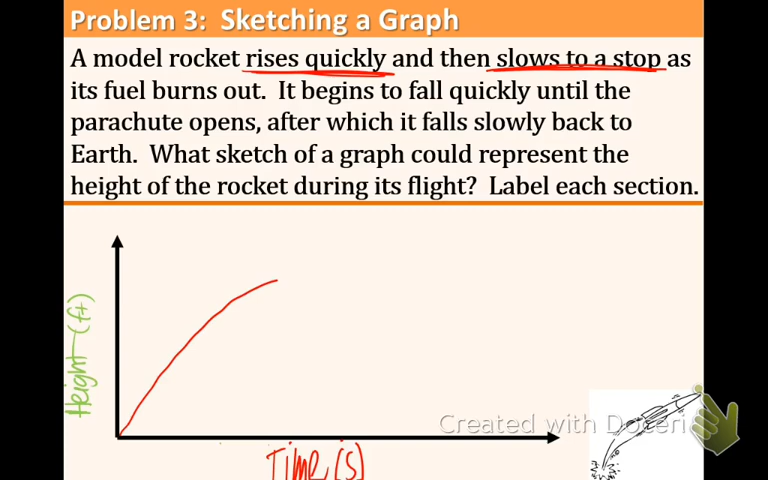 Problem 3: Sketching a Graph
A model rocket rises quickly and then slows to a stop as
its fuel burns out. It begins to fall quickly until the
parachute opens, after which it falls slowly back to
Earth. What sketch of a graph could represent the
height of the rocket during its flight? Label each section.
Height (ft)
Created with Doceri
Time (s)